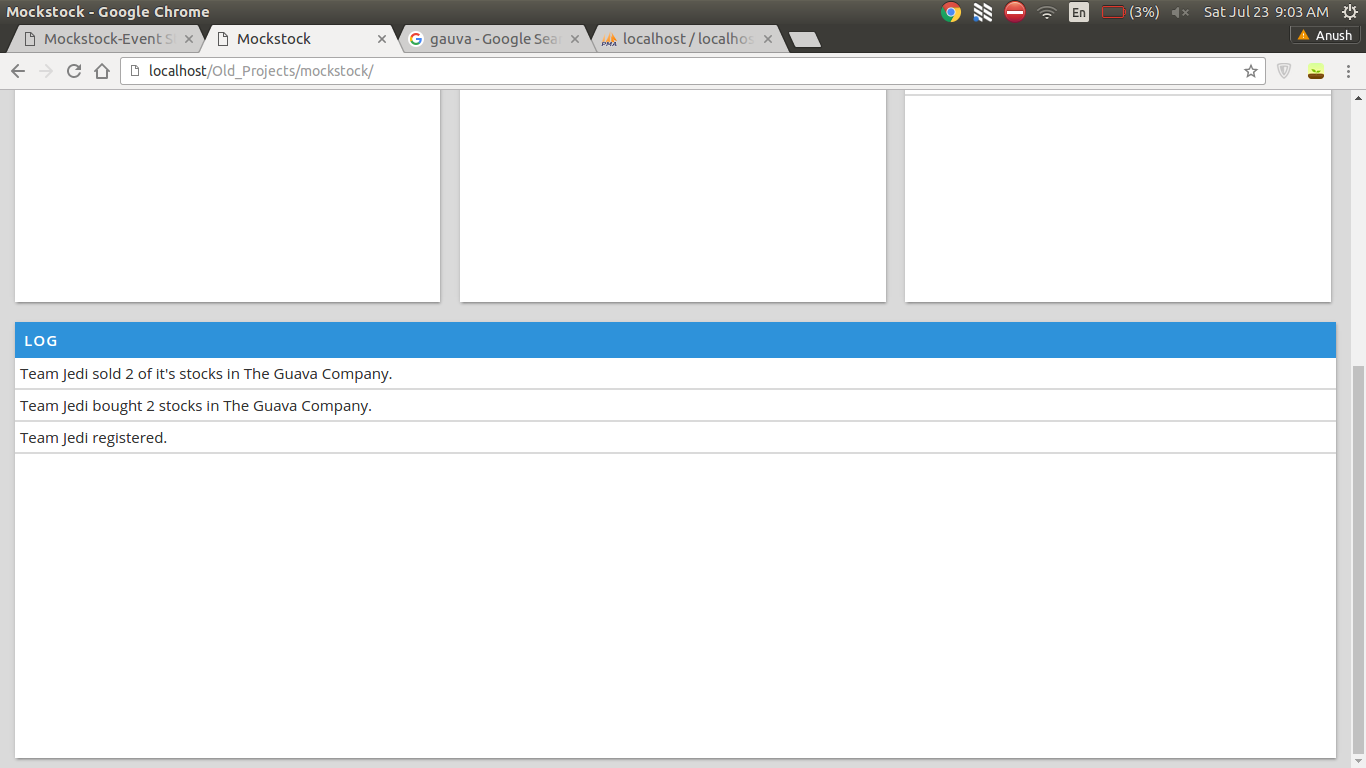 Mockstock - Google Chrome
En
(3%)
Sat Jul 23 9:03 AM
Mockstock-Event
Mockstock
gauva - Google Sea
PMA
localhost / localhos
Anush
localhost/Old_Projects/mockstock/
LOG
Team Jedi sold 2 of it's stocks in The Guava Company.
Team Jedi bought 2 stocks in The Guava Company.
Team Jedi registered.